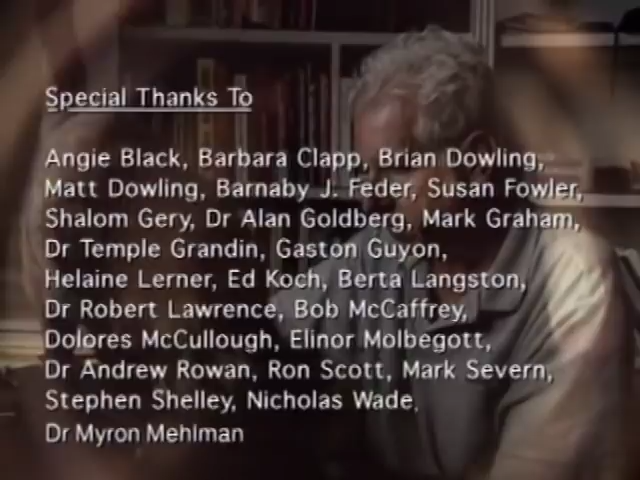 Special Thanks To
Angie Black, Barbara Clapp, Brian Dowling,
Matt Dowling, Barnaby J. Feder, Susan Fowler,
Shalom Gery, Dr Alan Goldberg, Mark Graham,
Dr Temple Grandin, Gaston Guyon,
Helaine Lerner, Ed Koch, Berta Langston,
Dr Robert Lawrence, Bob McCaffrey,
Dolores McCullough, Elinor Molbegott,
Dr Andrew Rowan, Ron Scott, Mark Severn,
Stephen Shelley, Nicholas Wade,
Dr Myron Mehlman